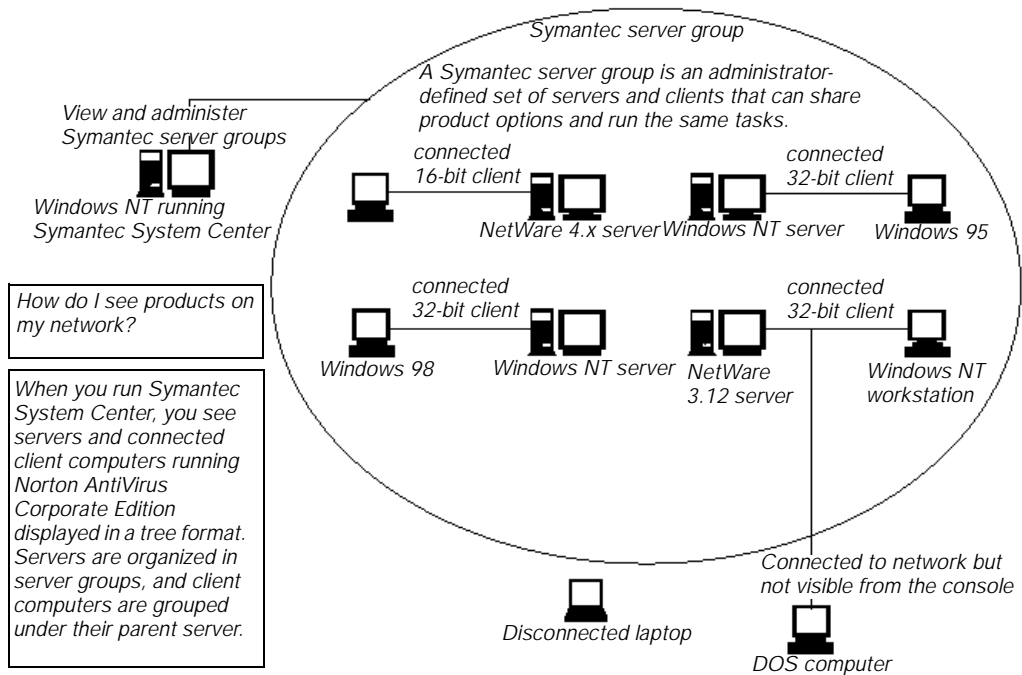 Symantec server group
A Symantec server group is an administrator-
defined set of servers and clients that can share
product options and run the same tasks.
View and administer
Symantec server groups
Windows NT running
Symantec System Center
connected
16-bit client
NetWare 4.x server
connected
32-bit client
Windows NT server
Windows 95
How do I see products on
my network?
connected
32-bit client
Windows 98
Windows NT server
connected
32-bit client
NetWare
3.12 server
Windows NT
workstation
When you run Symantec
System Center, you see
servers and connected
client computers running
Norton AntiVirus
Corporate Edition
displayed in a tree format.
Servers are organized in
server groups, and client
computers are grouped
under their parent server.
Disconnected laptop
Connected to network but
not visible from the console
DOS computer